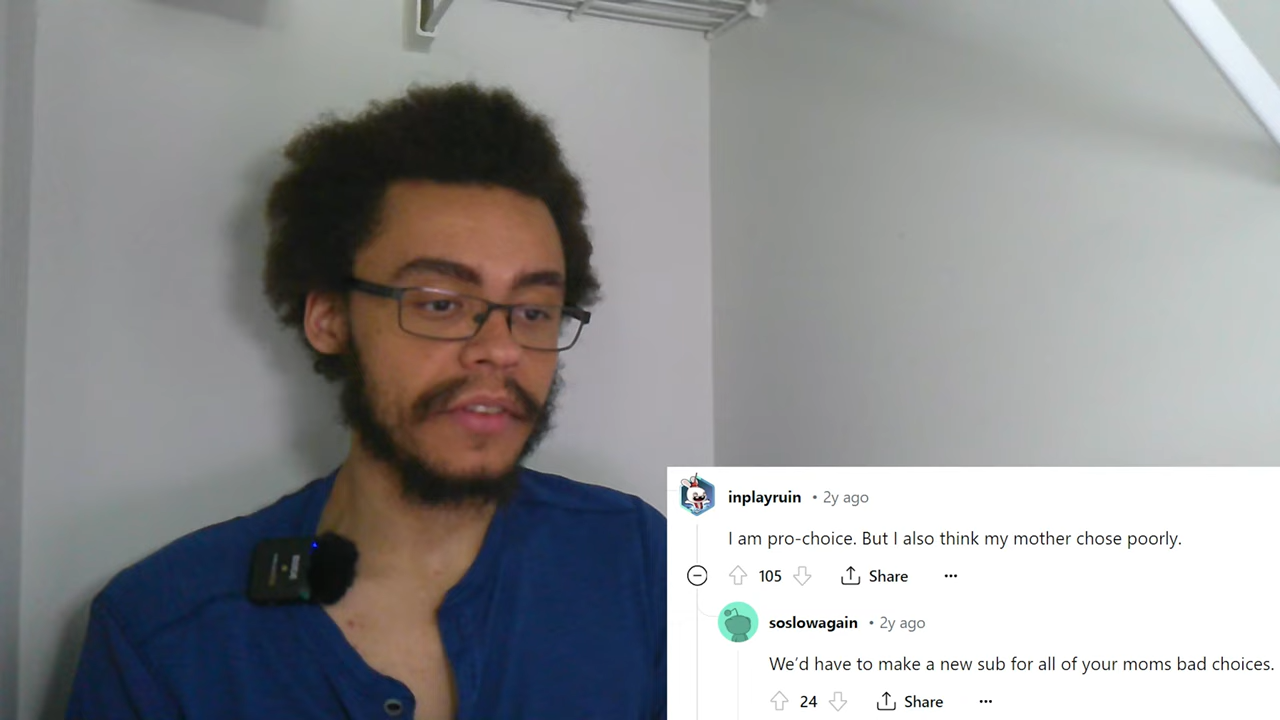 inplayruin • 2y ago
I am pro-choice. But I also think my mother chose poorly.
105 Share
soslowagain • 2y ago
We'd have to make a new sub for all of your moms bad choices.
24 Share